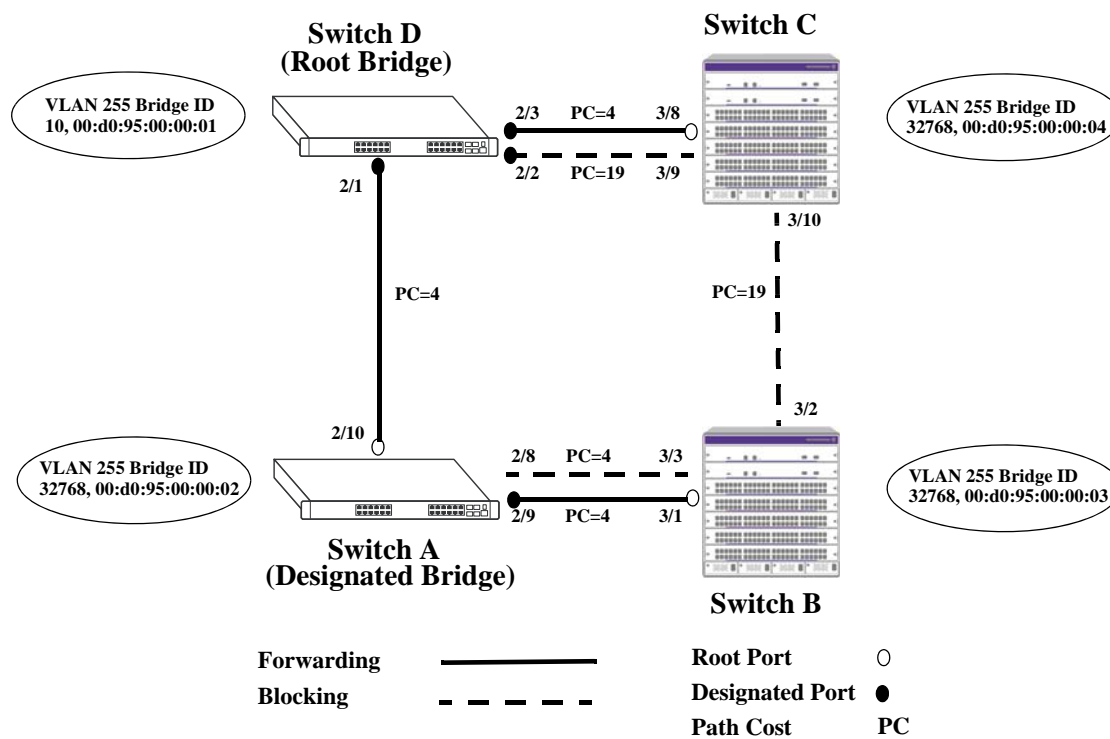 Switch D
(Root Bridge)
Switch C
VLAN 255 Bridge ID
10, 00:d0:95:00:00:01
2/3 PC=4 3/8
2/2 PC=19 3/9
VLAN 255 Bridge ID
32768, 00:d0:95:00:00:04
2/1
3/10
PC=4
PC=19
2/10
3/2
VLAN 255 Bridge ID
32768, 00:d0:95:00:00:02
2/8 PC=4 3/3
2/9 PC=4 3/1
VLAN 255 Bridge ID
32768, 00:d0:95:00:00:03
Switch A
(Designated Bridge)
Switch B
Forwarding
Blocking
Root Port
Designated Port
Path Cost PC